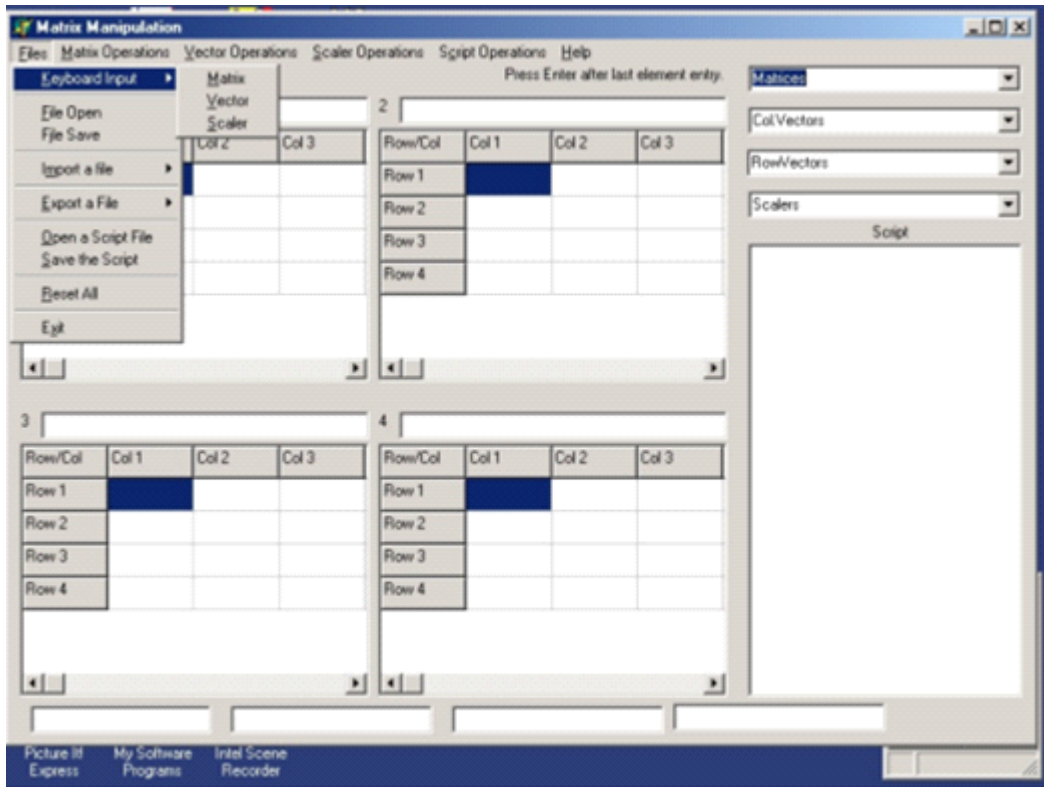 Matrix Manipulation
Files Matrix Operations Vector Operations Scaler Operations Script Operations Help
Keyboard Input
Matrix
Vector
Scaler
File Open
File Save
Import a file
Export a File
Open a Script File
Save the Script
Reset All
Exit
Press Enter after last element entry.
Col 2 Col 3
2
Row/Col Col 1 Col 2 Col 3
Row 1
Row 2
Row 3
Row 4
Matrices
Col.Vectors
RowVectors
Scalers
Script
3
Row/Col Col 1 Col 2 Col 3
Row 1
Row 2
Row 3
Row 4
4
Row/Col Col 1 Col 2 Col 3
Row 1
Row 2
Row 3
Row 4
Picture It! My Software Intel Scene
Express Programs Recorder